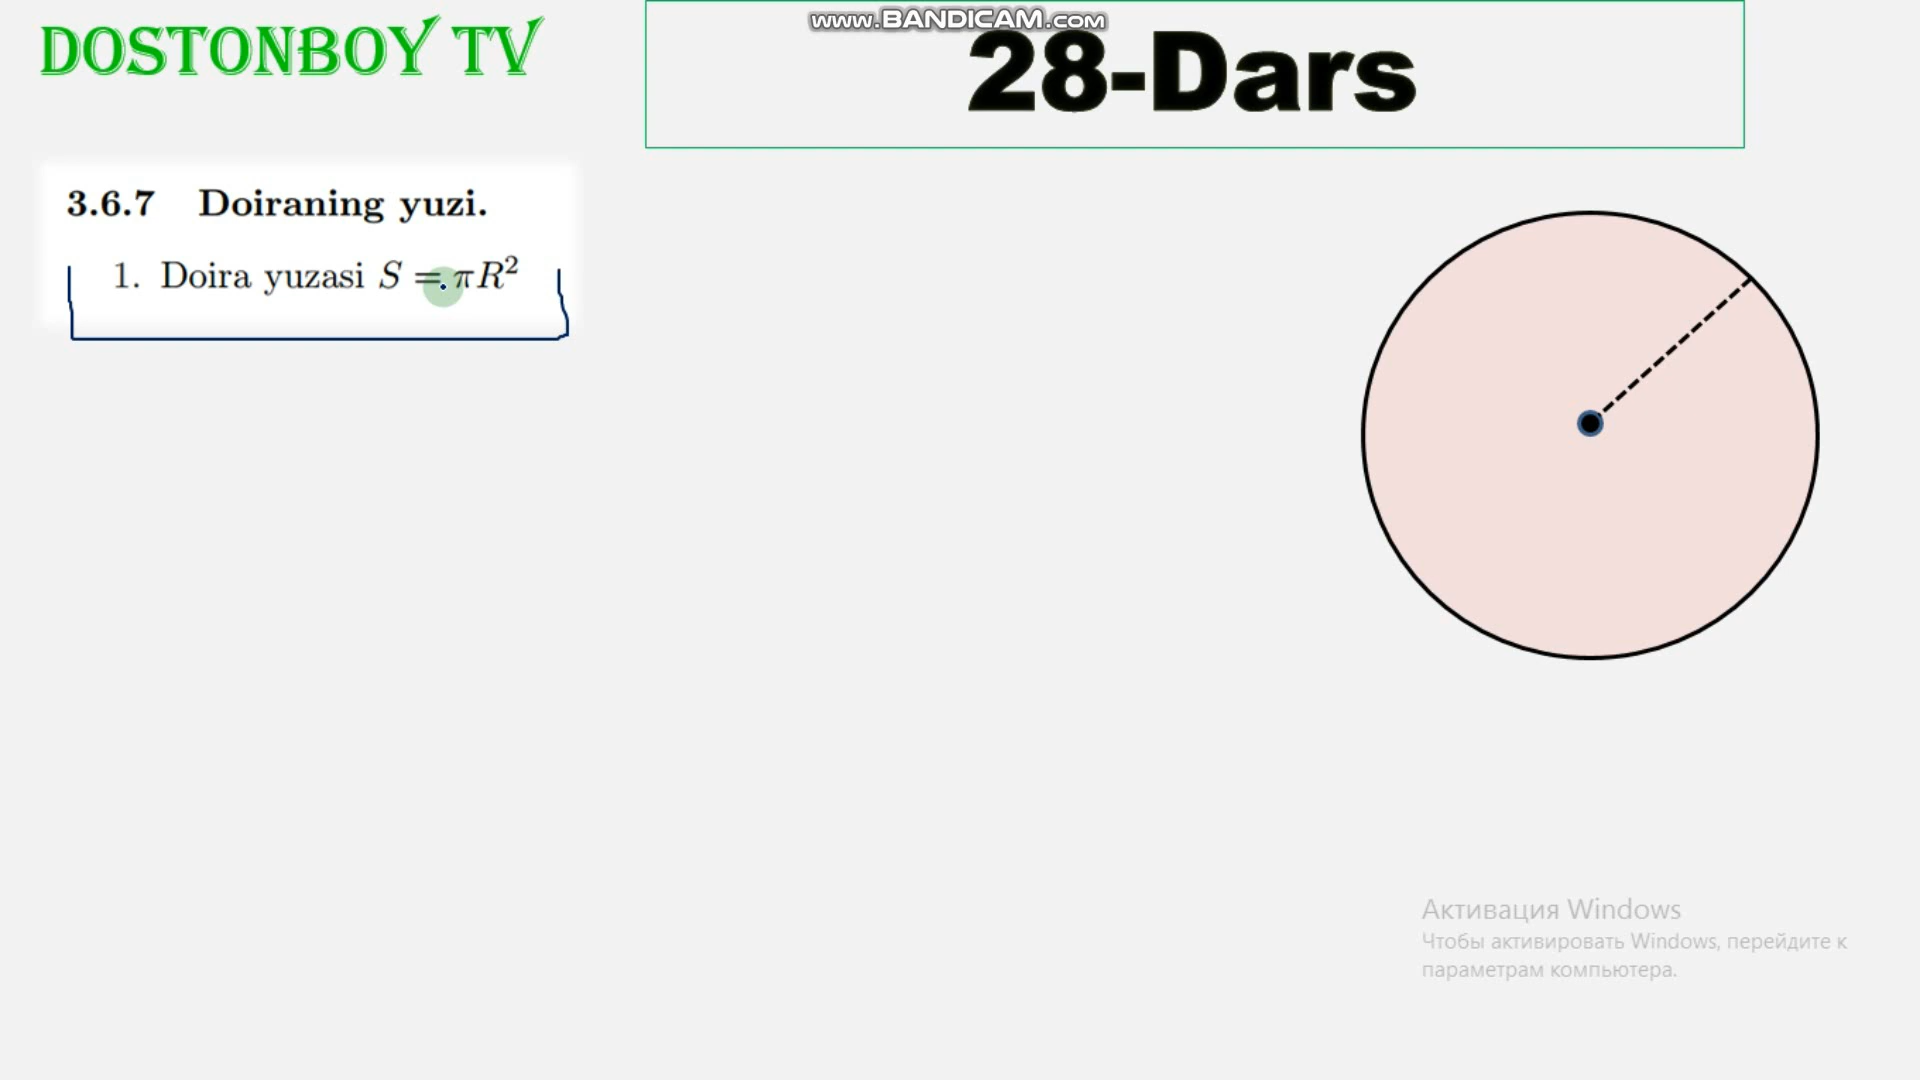 DOSTONBOY TV
www.BANDICAM.com
28-Dars
3.6.7 Doiraning yuzi.
1. Doira yuzasi S = πR²
Активация Windows
Чтобы активировать Windows, перейдите к
параметрам компьютера.